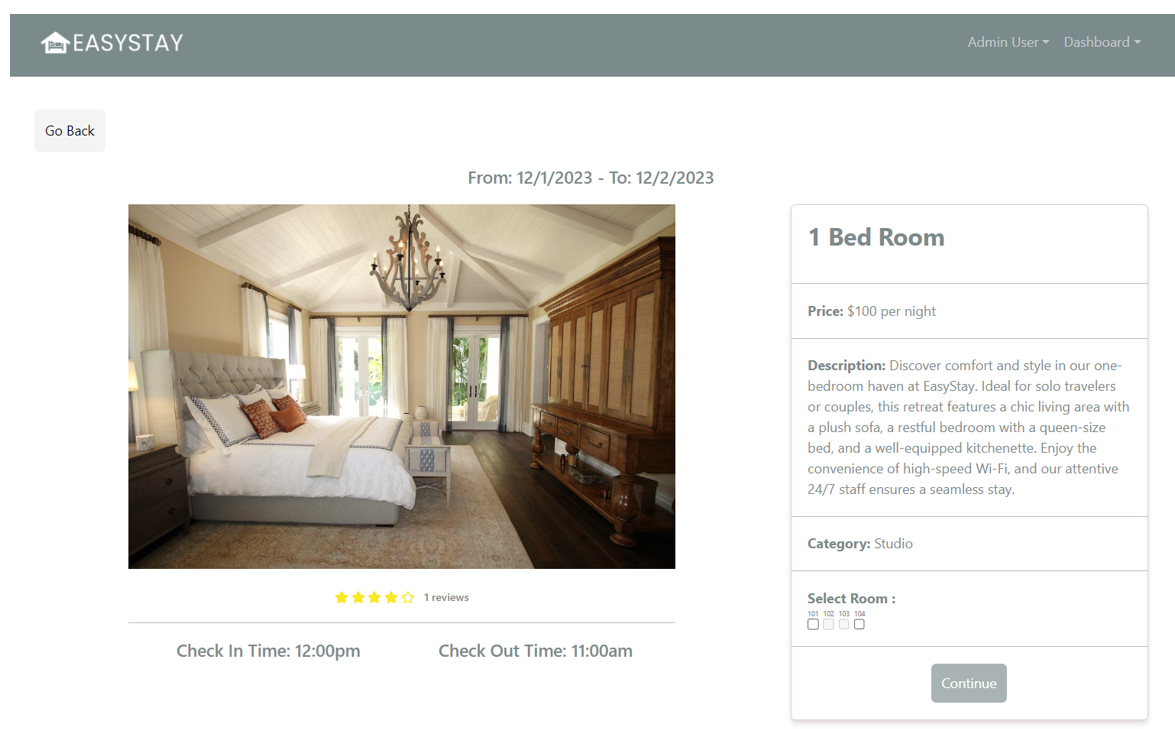 EASYSTAY
Admin User
Dashboard
Go Back
From: 12/1/2023 - To: 12/2/2023
1 Bed Room
Price: $100 per night
Description: Discover comfort and style in our one-
bedroom haven at EasyStay. Ideal for solo travelers
or couples, this retreat features a chic living area with
a plush sofa, a restful bedroom with a queen-size
bed, and a well-equipped kitchenette. Enjoy the
convenience of high-speed Wi-Fi, and our attentive
24/7 staff ensures a seamless stay.
Category: Studio
Select Room :
101 102 103 104
Continue
1 reviews
Check In Time: 12:00pm
Check Out Time: 11:00am